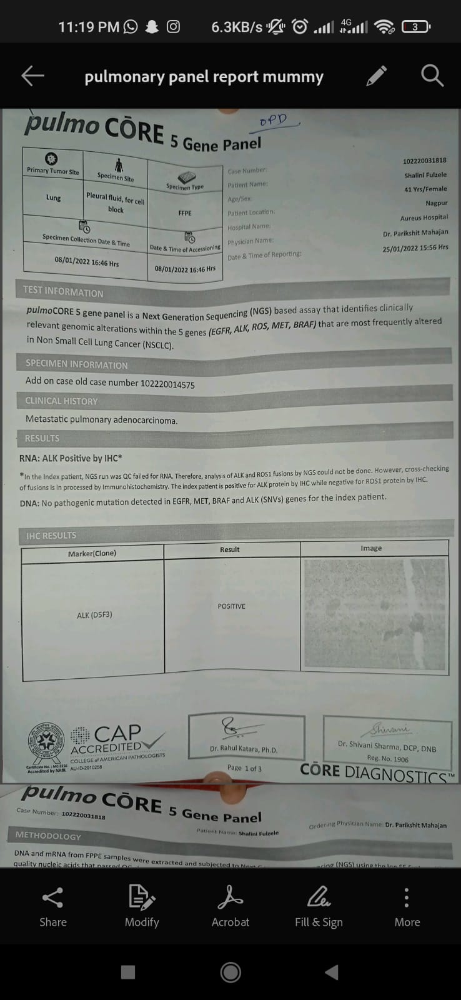 11:19 PM 6.3KB/s 4G 3
pulmonary panel report mummy
pulmo CŌRE 5 Gene Panel
OPD
Primary Tumor Site
Specimen Site
Specimen Type
Lung
Pleural fluid, for cell
block
FFPE
Specimen Collection Date & Time
Date & Time of Accessioning
08/01/2022 16:46 Hrs
08/01/2022 16:46 Hrs
Case Number: 102220031818
Patient Name: Shalini Fulzele
Age/Sex: 41 Yrs/Female
Patient Location: Nagpur
Hospital Name: Aureus Hospital
Physician Name: Dr. Parikshit Mahajan
Date & Time of Reporting: 25/01/2022 15:56 Hrs
TEST INFORMATION
pulmoCORE 5 gene panel is a Next Generation Sequencing (NGS) based assay that identifies clinically
relevant genomic alterations within the 5 genes (EGFR, ALK, ROS, MET, BRAF) that are most frequently altered
in Non Small Cell Lung Cancer (NSCLC).
SPECIMEN INFORMATION
Add on case old case number 102220014575
CLINICAL HISTORY
Metastatic pulmonary adenocarcinoma.
RESULTS
RNA: ALK Positive by IHC*
*In the Index patient, NGS run was QC failed for RNA. Therefore, analysis of ALK and ROS1 fusions by NGS could not be done. However, cross-checking
of fusions is in processed by Immunohistochemistry. The index patient is positive for ALK protein by IHC while negative for ROS1 protein by IHC.
DNA: No pathogenic mutation detected in EGFR, MET, BRAF and ALK (SNVs) genes for the index patient.
IHC RESULTS
Marker(Clone) Result Image
ALK (D5F3) POSITIVE
CAP
ACCREDITED
COLLEGE of AMERICAN PATHOLOGISTS
AU-ID-2010258
Certificate No. : MC-2256
Accredited by NABL
Dr. Rahul Katara, Ph.D.
Shivani
Dr. Shivani Sharma, DCP, DNB
Reg. No. 1906
Page 1 of 3
CŌRE DIAGNOSTICS™
pulmo CŌRE 5 Gene Panel
Case Number: 102220031818
Patient Name: Shalini Fulzele
Ordering Physician Name: Dr. Parikshit Mahajan
METHODOLOGY
DNA and mRNA from FFPE samples were extracted and subjected to
quality nucleic acids that
(NGS) using the
Share
Modify
Acrobat
Fill & Sign
More